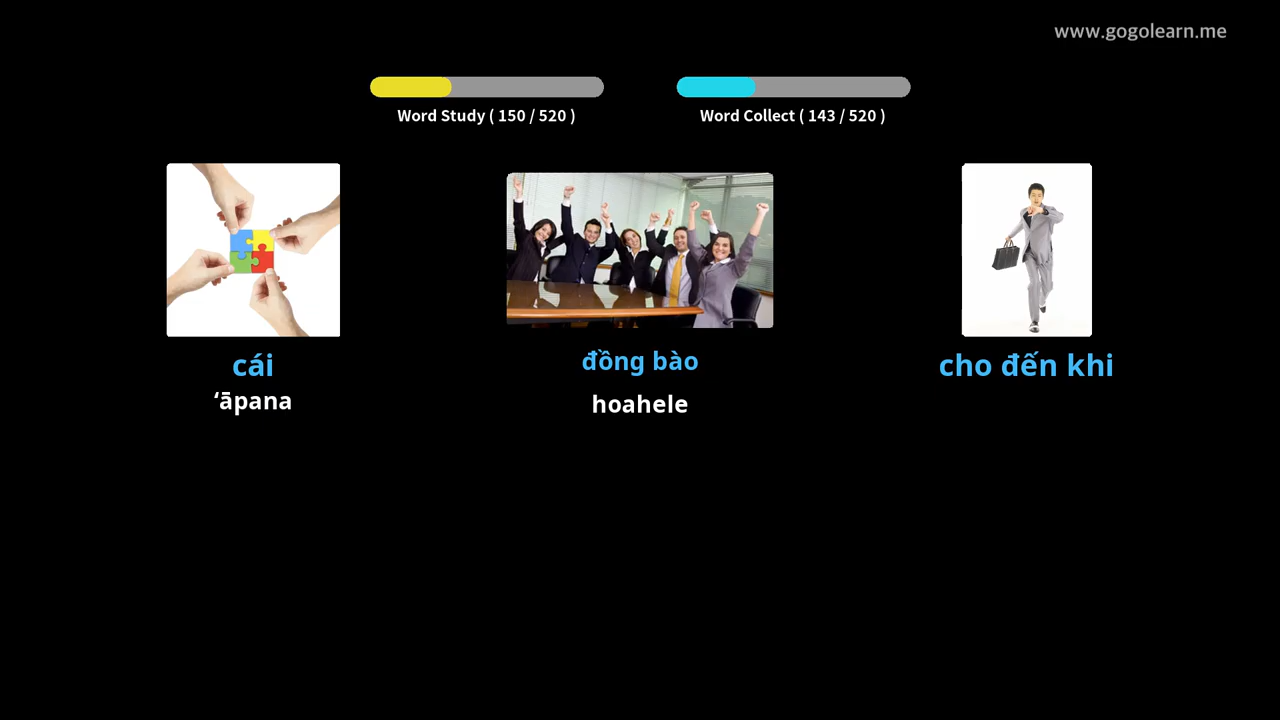 www.gogolearn.me
Word Study ( 150 / 520 )
Word Collect ( 143 / 520 )
cái
ʻāpana
đồng bào
hoahele
cho đến khi